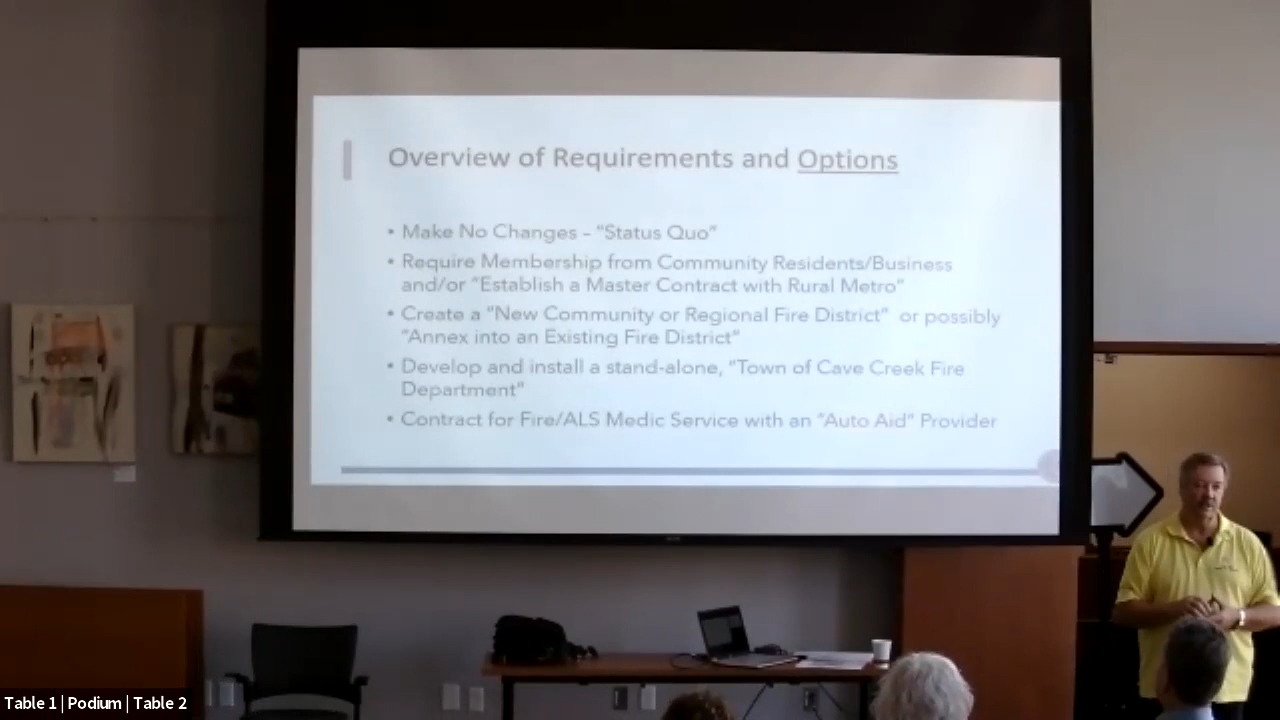 Overview of Requirements and Options
• Make No Changes – "Status Quo"
• Require Membership from Community Residents/Business
and/or "Establish a Master Contract with Rural Metro"
• Create a "New Community or Regional Fire District" or possibly
"Annex into an Existing Fire District"
• Develop and install a stand-alone, "Town of Cave Creek Fire
Department"
• Contract for Fire/ALS Medic Service with an "Auto Aid" Provider
Table 1 | Podium | Table 2